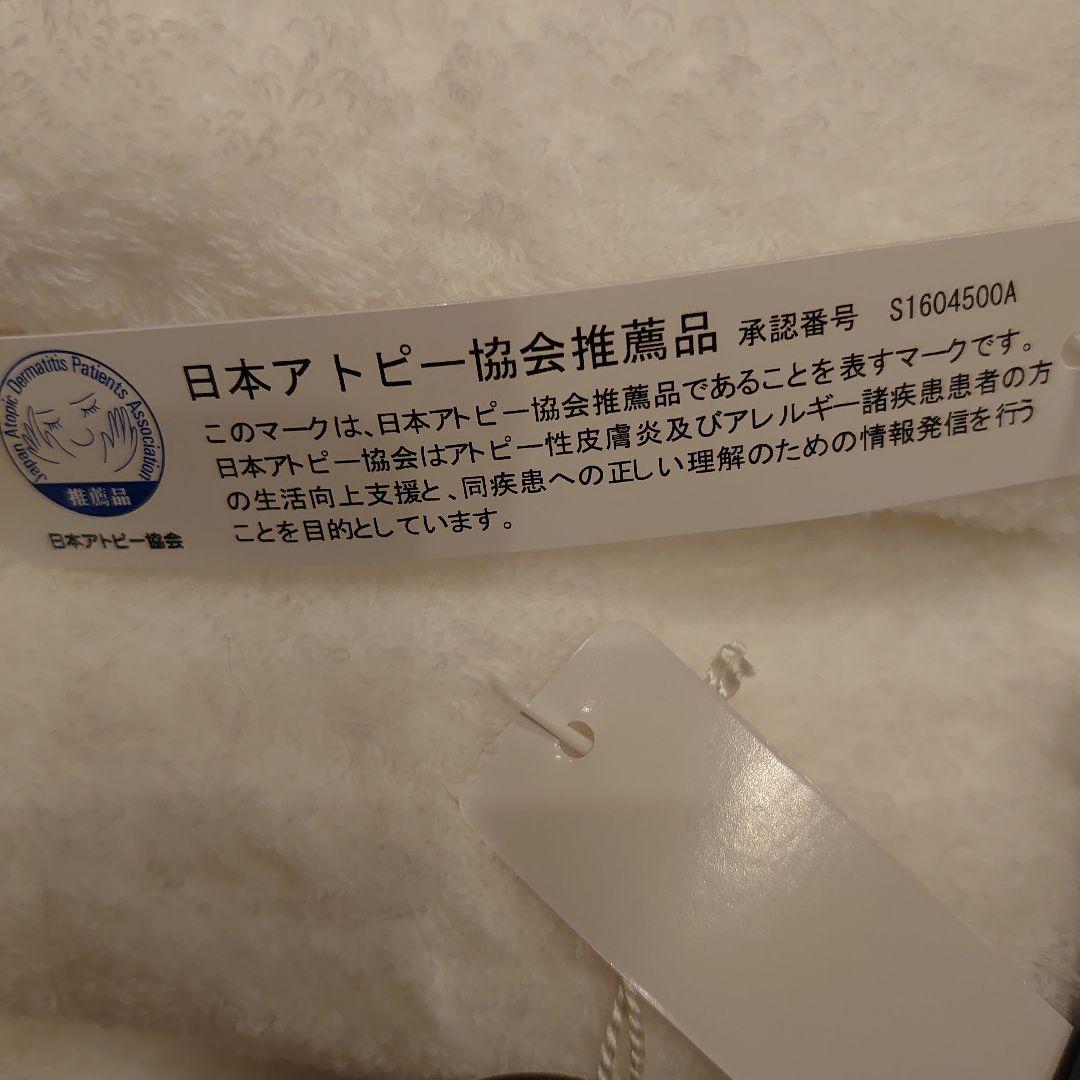 Japan Atopic Dermatitis Patients Association
推薦品
日本アトピー協会
日本アトピー協会推薦品 承認番号 S1604500A
このマークは、日本アトピー協会推薦品であることを表すマークです。
日本アトピー協会はアトピー性皮膚炎及びアレルギー諸疾患患者の方
の生活向上支援と、同疾患への正しい理解のための情報発信を行う
ことを目的としています。